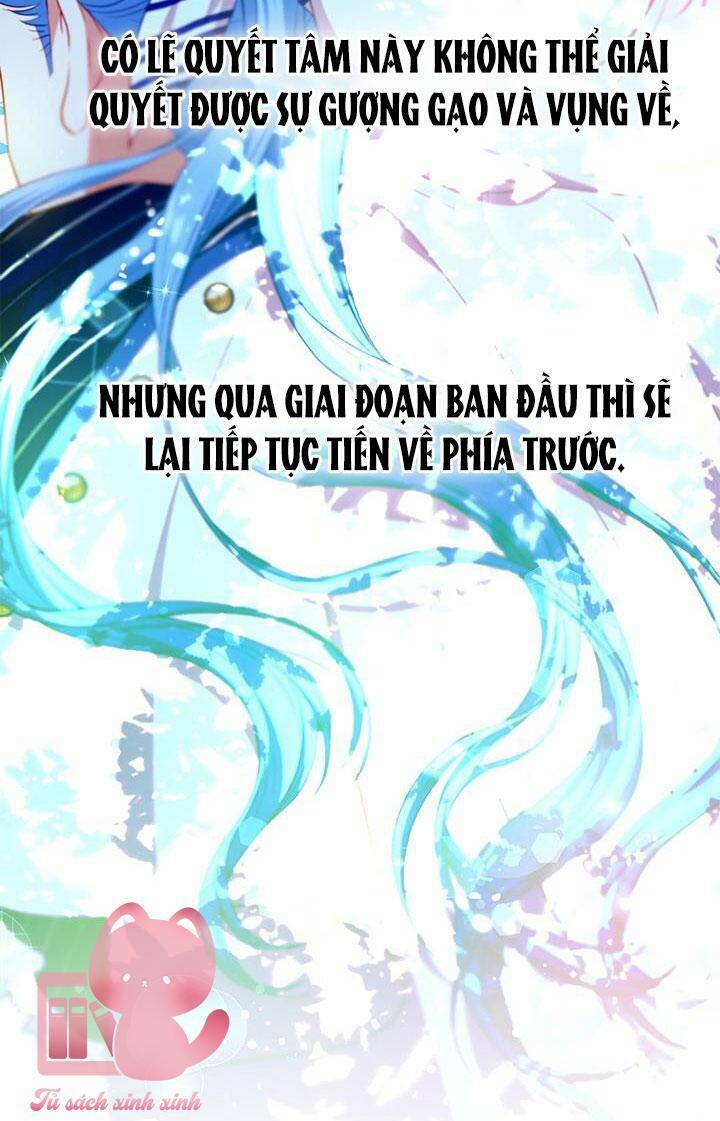 CÓ LẼ QUYẾT TÂM NÀY KHÔNG THỂ GIẢI
QUYẾT ĐƯỢC SỰ GƯỢNG GẠO VÀ VỤNG VỀ,
NHƯNG QUA GIAI ĐOẠN BAN ĐẦU THÌ SẼ
LẠI TIẾP TỤC TIẾN VỀ PHÍA TRƯỚC.
Tủ sách xinh xinh